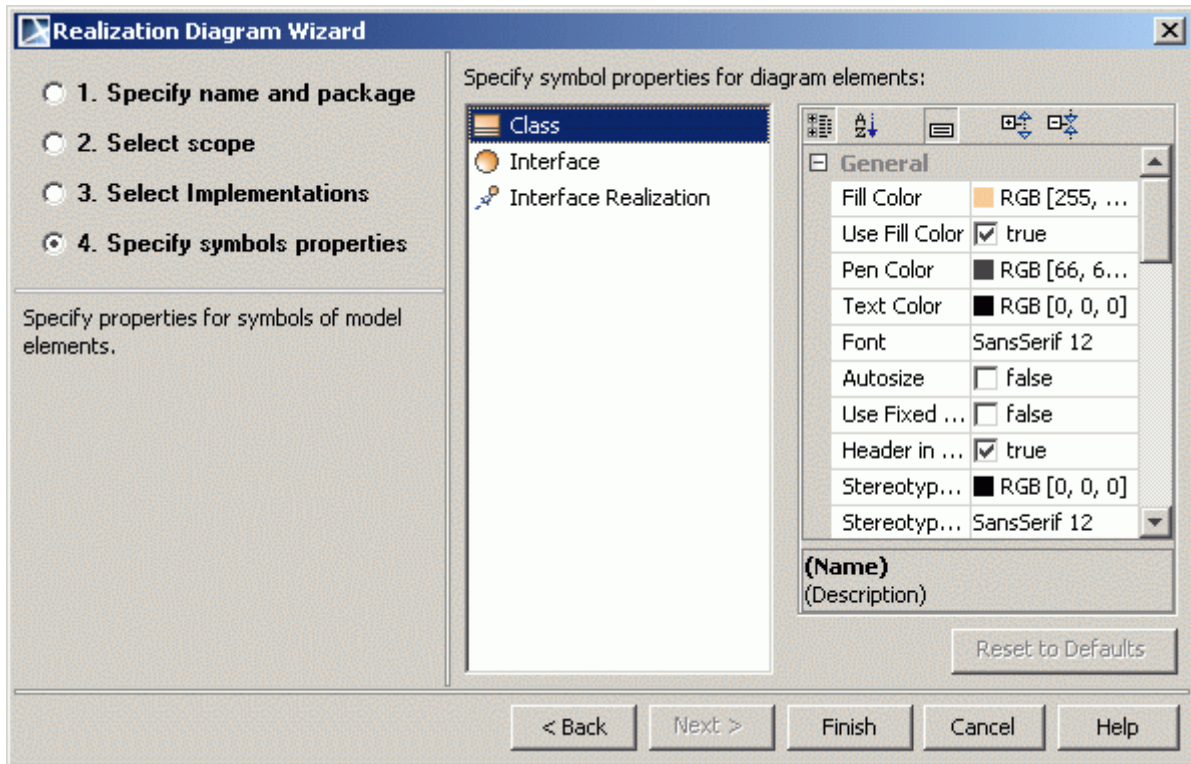 Realization Diagram Wizard
1. Specify name and package
2. Select scope
3. Select Implementations
4. Specify symbols properties
Specify properties for symbols of model
elements.
Specify symbol properties for diagram elements:
Class
Interface
Interface Realization
General
Fill Color RGB [255, ...
Use Fill Color true
Pen Color RGB [66, 6...
Text Color RGB [0, 0, 0]
Font SansSerif 12
Autosize false
Use Fixed ... false
Header in ... true
Stereotyp... RGB [0, 0, 0]
Stereotyp... SansSerif 12
(Name)
(Description)
Reset to Defaults
< Back Next > Finish Cancel Help